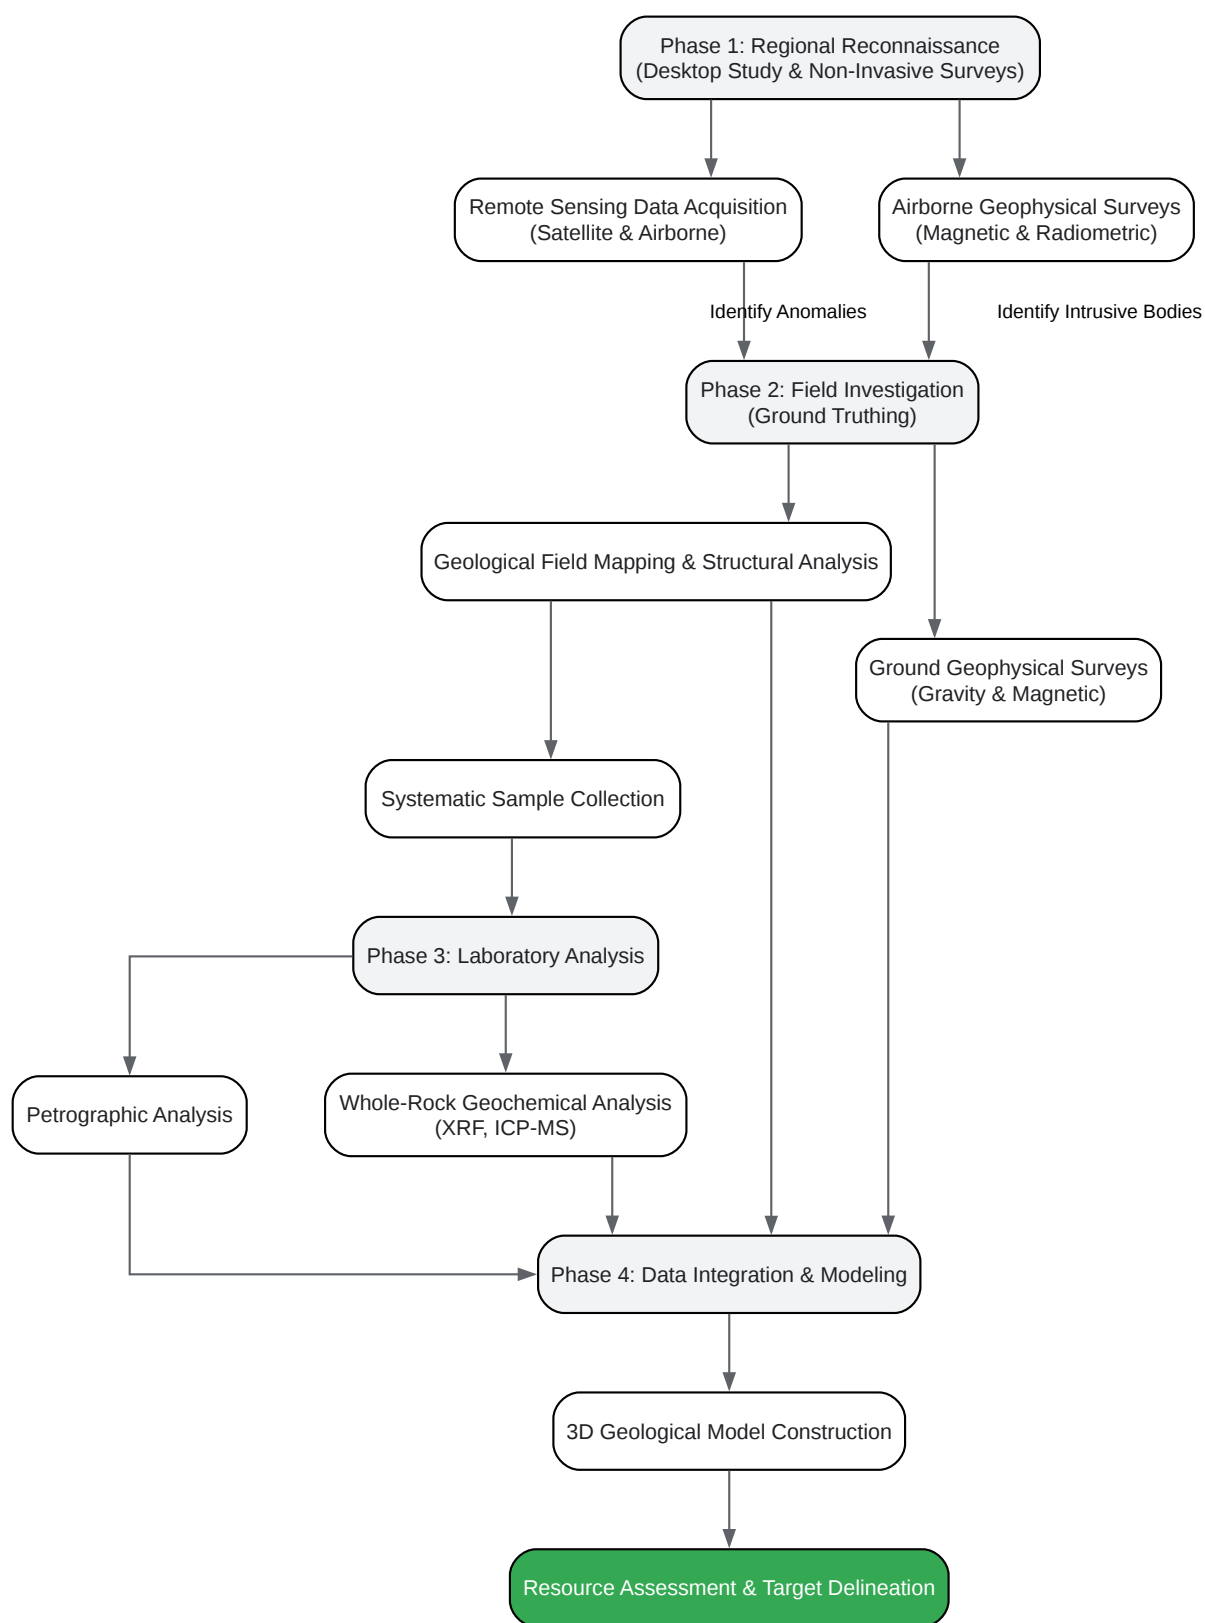 Phase 1: Regional Reconnaissance
(Desktop Study & Non-Invasive Surveys)
Remote Sensing Data Acquisition
(Satellite & Airborne)
Airborne Geophysical Surveys
(Magnetic & Radiometric)
Identify Anomalies
Identify Intrusive Bodies
Phase 2: Field Investigation
(Ground Truthing)
Geological Field Mapping & Structural Analysis
Ground Geophysical Surveys
(Gravity & Magnetic)
Systematic Sample Collection
Phase 3: Laboratory Analysis
Petrographic Analysis
Whole-Rock Geochemical Analysis
(XRF, ICP-MS)
Phase 4: Data Integration & Modeling
3D Geological Model Construction
Resource Assessment & Target Delineation